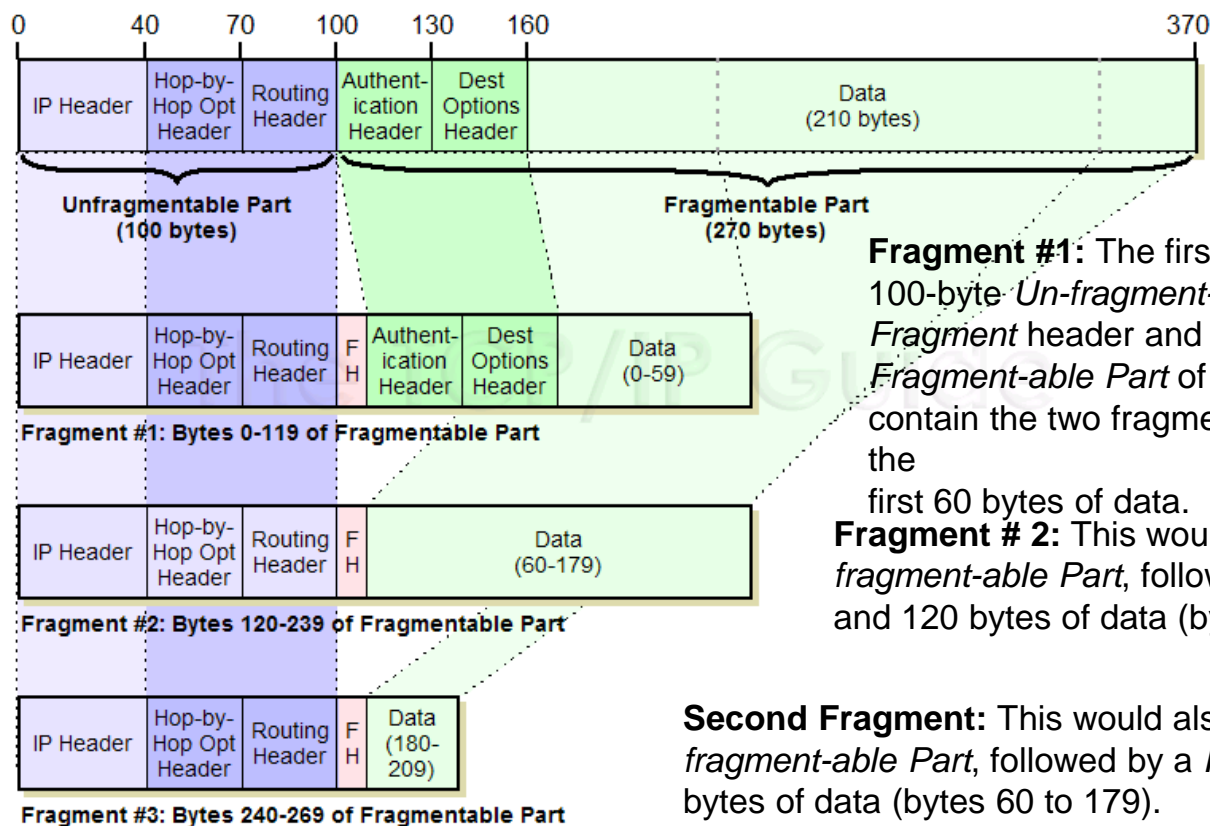 0 40 70 100 130 160 370
IP Header
Hop-by-
Hop Opt
Header
Routing
Header
Authent-
ication
Header
Dest
Options
Header
Data
(210 bytes)
Unfragmentable Part
(100 bytes)
Fragmentable Part
(270 bytes)
Fragment #1: The firs
100-byte Un-fragment-
Fragment header and
Fragment-able Part of
contain the two fragme
the
first 60 bytes of data.
IP Header
Hop-by-
Hop Opt
Header
Routing
Header
F
H
Authent-
ication
Header
Dest
Options
Header
Data
(0-59)
The TCP/IP Guide
Fragment #1: Bytes 0-119 of Fragmentable Part
Fragment # 2: This wou
fragment-able Part, follow
and 120 bytes of data (by
IP Header
Hop-by-
Hop Opt
Header
Routing
Header
F
H
Data
(60-179)
Fragment #2: Bytes 120-239 of Fragmentable Part
Second Fragment: This would als
fragment-able Part, followed by a
bytes of data (bytes 60 to 179).
IP Header
Hop-by-
Hop Opt
Header
Routing
Header
F
H
Data
(180-
209)
Fragment #3: Bytes 240-269 of Fragmentable Part